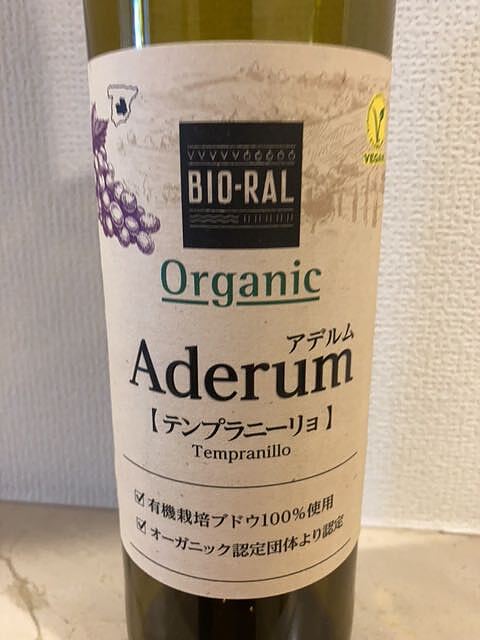 VEGAN
BIO-RAL
Organic
アデルム
Aderum
【テンプラニーリョ】
Tempranillo
有機栽培ブドウ100%使用
オーガニック認定団体より認定